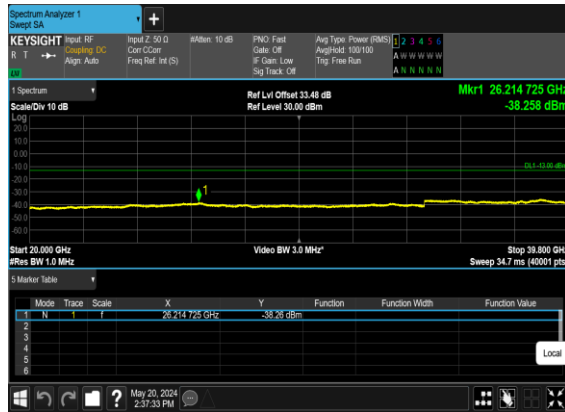 Spectrum Analyzer 1
Swept SA
+
KEYSIGHT Input: RF Input Z: 50 Ω #Atten: 10 dB PNO: Fast Avg Type: Power (RMS) 1 2 3 4 5 6
R T Coupling: DC Corr CCorr Gate: Off Avg|Hold: 100/100 A W W W W W
Align: Auto Freq Ref: Int (S) IF Gain: Low Trig: Free Run
Sig Track: Off A N N N N N
1 Spectrum Ref Lvl Offset 33.48 dB Mkr1 26.214 725 GHz
Scale/Div 10 dB Ref Level 30.00 dBm -38.258 dBm
Log
20.0
10.0
0.00
-10.0 DL1 -13.00 dBm
-20.0
-30.0
1
-40.0
-50.0
-60.0
Start 20.000 GHz Video BW 3.0 MHz* Stop 39.800 GHz
#Res BW 1.0 MHz Sweep 34.7 ms (40001 pts)
5 Marker Table
Mode Trace Scale X Y Function Function Width Function Value
1 N 1 f 26.214 725 GHz -38.26 dBm
2
3
4
5
6
Local
? May 20, 2024
2:37:33 PM